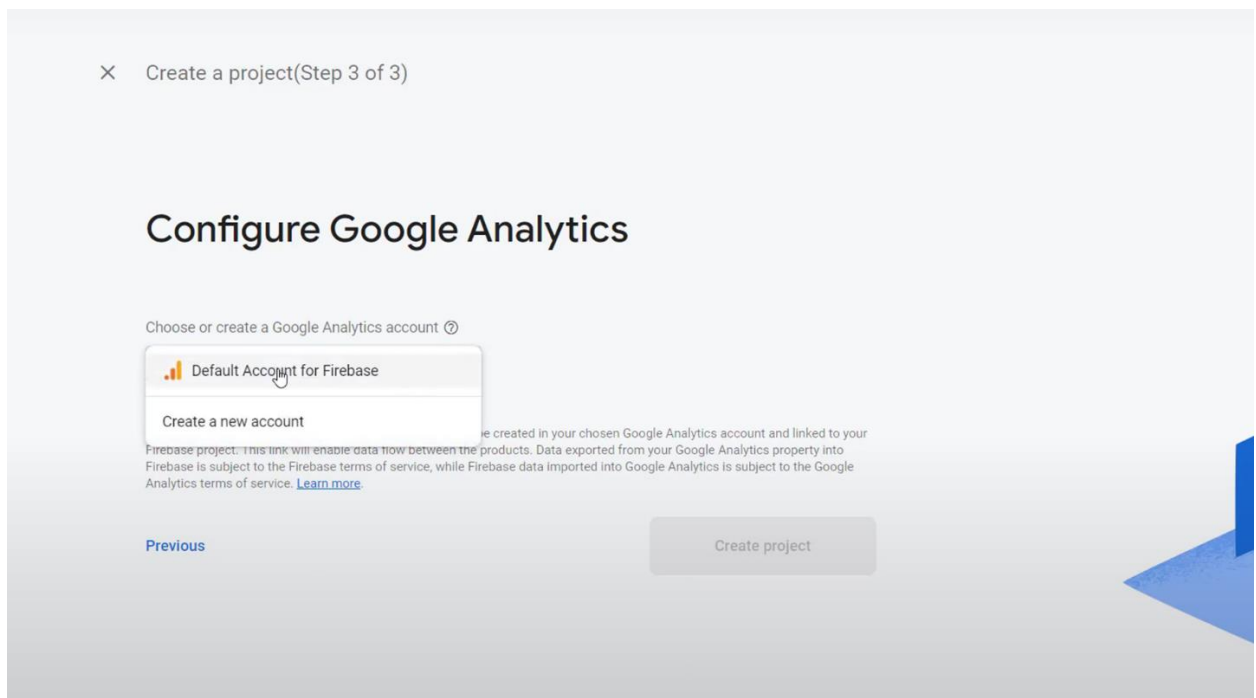 Create a project(Step 3 of 3)
Configure Google Analytics
Choose or create a Google Analytics account
Default Account for Firebase
Create a new account
be created in your chosen Google Analytics account and linked to your
Firebase project. This link will enable data flow between the products. Data exported from your Google Analytics property into
Firebase is subject to the Firebase terms of service, while Firebase data imported into Google Analytics is subject to the Google
Analytics terms of service. Learn more.
Previous
Create project